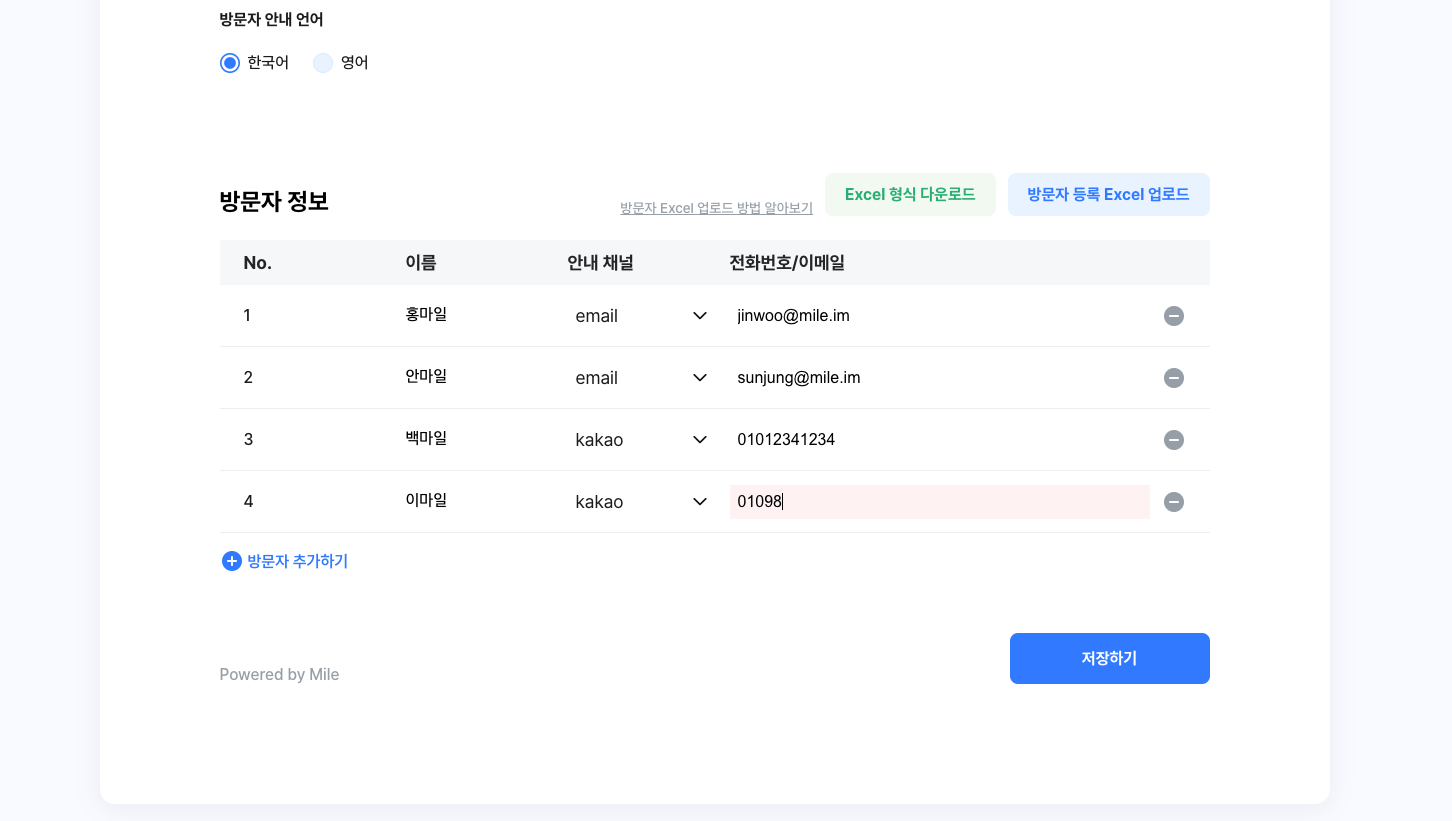 방문자 안내 언어
한국어 영어
방문자 정보 방문자 Excel 업로드 방법 알아보기 Excel 형식 다운로드 방문자 등록 Excel 업로드
No. 이름 안내 채널 전화번호/이메일
1 홍마일 email jinwoo@mile.im
2 안마일 email sunjung@mile.im
3 백마일 kakao 01012341234
4 이마일 kakao 01098
방문자 추가하기
저장하기
Powered by Mile